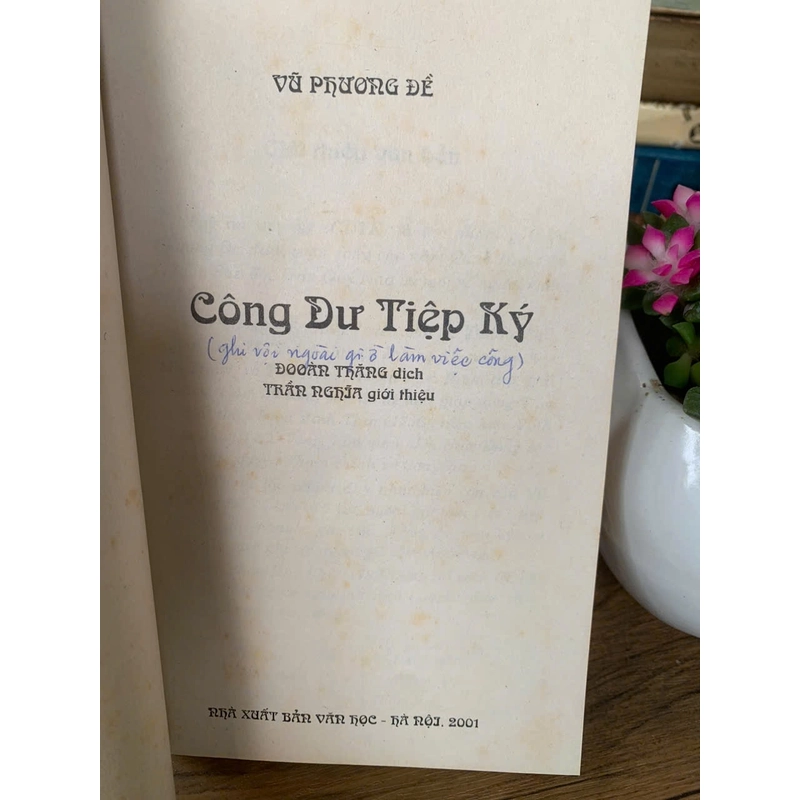 VŨ PHƯƠNG ĐỀ
Công Dư Tiệp Ký
(ghi vội ngoài giờ làm việc công)
ĐOOÀN THĂNG dịch
TRẦN NGHĨA giới thiệu
NHÀ XUẤT BẢN VĂN HỌC - HÀ NỘI. 2001